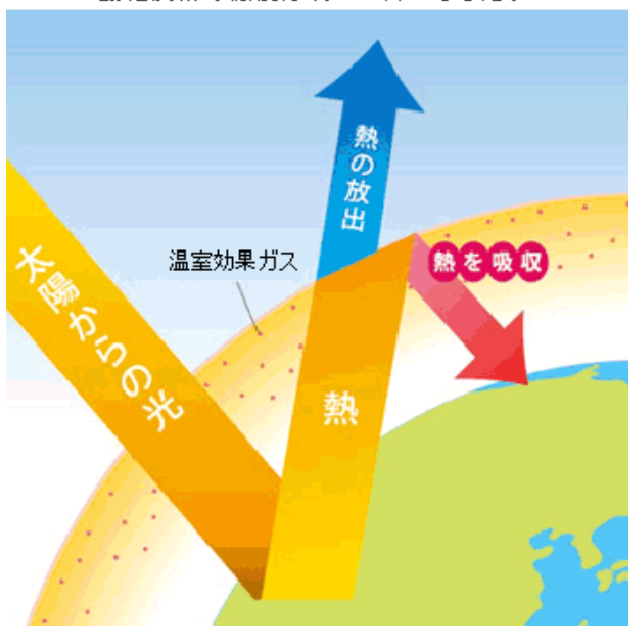 熱の放出
温室効果ガス
熱を吸収
太陽からの光
熱